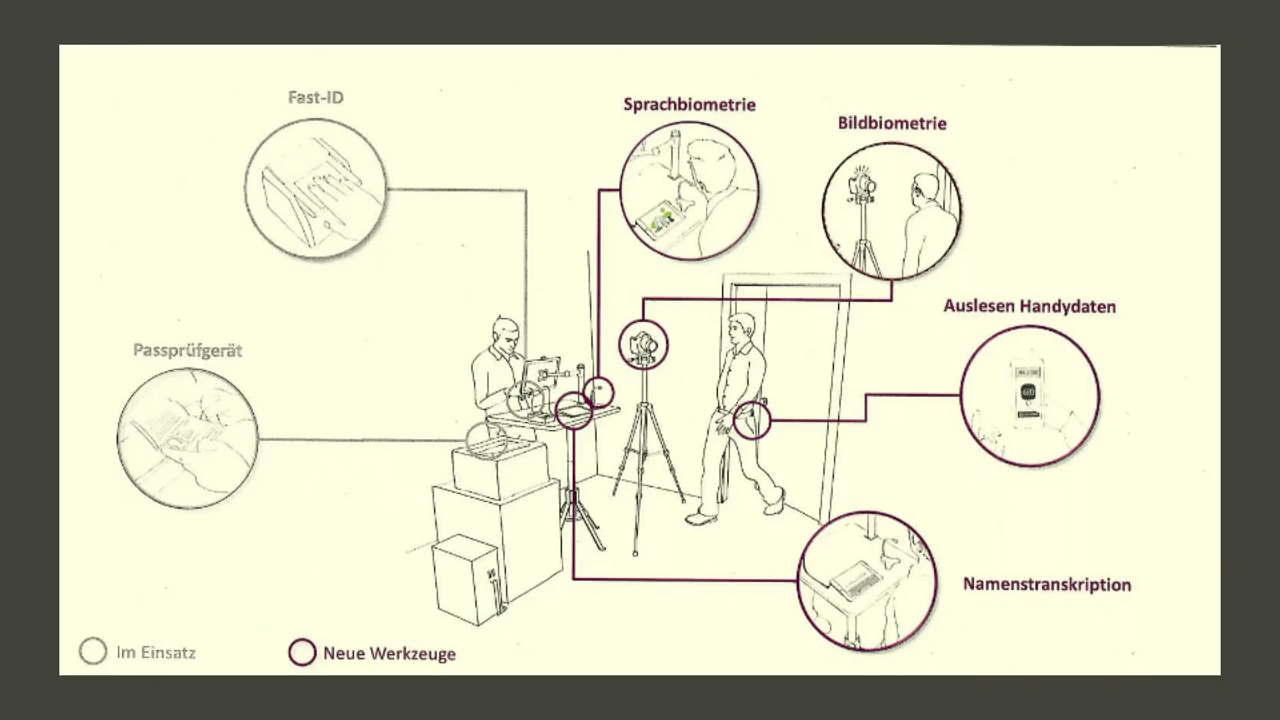 Fast-ID
Sprachbiometrie
Bildbiometrie
Auslesen Handydaten
Passprüfgerät
Namenstranskription
Im Einsatz
Neue Werkzeuge